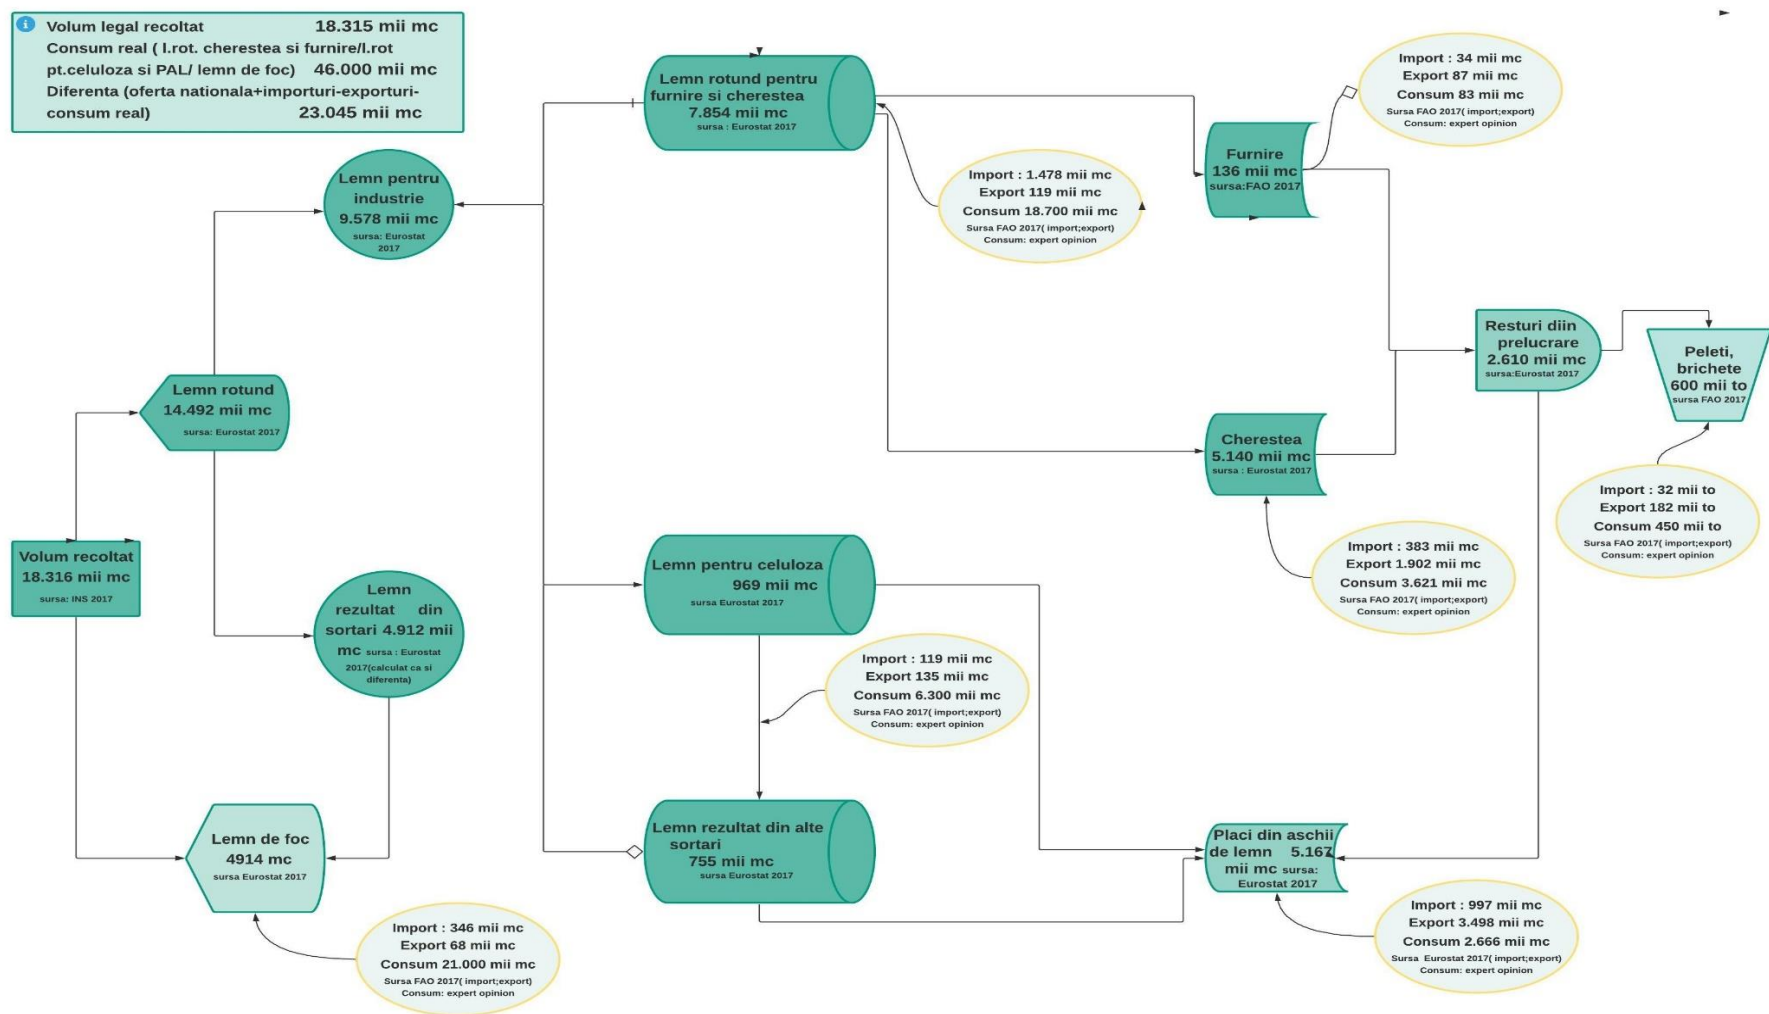 Volum legal recoltat 18.315 mii mc
Consum real ( l.rot. cherestea si furnire/l.rot
pt.celuloza si PAL/ lemn de foc) 46.000 mii mc
Diferenta (oferta nationala+importuri-exporturi-
consum real) 23.045 mii mc
Lemn pentru
industrie
9.578 mii mc
sursa: Eurostat
2017
Lemn rotund pentru
furnire si cherestea
7.854 mii mc
sursa : Eurostat 2017
Import : 1.478 mii mc
Export 119 mii mc
Consum 18.700 mii mc
Sursa FAO 2017( import;export)
Consum: expert opinion
Furnire
136 mii mc
sursa:FAO 2017
Import : 34 mii mc
Export 87 mii mc
Consum 83 mii mc
Sursa FAO 2017( import;export)
Consum: expert opinion
Resturi diin
prelucrare
2.610 mii mc
sursa:Eurostat 2017
Peleti,
brichete
600 mii to
sursa FAO 2017
Lemn rotund
14.492 mii mc
sursa: Eurostat 2017
Cherestea
5.140 mii mc
sursa : Eurostat 2017
Import : 32 mii to
Export 182 mii to
Consum 450 mii to
Sursa FAO 2017( import;export)
Consum: expert opinion
Volum recoltat
18.316 mii mc
sursa: INS 2017
Lemn
rezultat din
sortari 4.912 mii
mc sursa : Eurostat
2017(calculat ca si
diferenta)
Lemn pentru celuloza
969 mii mc
sursa Eurostat 2017
Import : 383 mii mc
Export 1.902 mii mc
Consum 3.621 mii mc
Sursa FAO 2017( import;export)
Consum: expert opinion
Import : 119 mii mc
Export 135 mii mc
Consum 6.300 mii mc
Sursa FAO 2017( import;export)
Consum: expert opinion
Lemn de foc
4914 mc
sursa Eurostat 2017
Lemn rezultat din alte
sortari
755 mii mc
sursa Eurostat 2017
Placi din aschii
de lemn 5.167
mii mc sursa:
Eurostat 2017
Import : 346 mii mc
Export 68 mii mc
Consum 21.000 mii mc
Sursa FAO 2017( import;export)
Consum: expert opinion
Import : 997 mii mc
Export 3.498 mii mc
Consum 2.666 mii mc
Sursa Eurostat 2017( import;export)
Consum: expert opinion